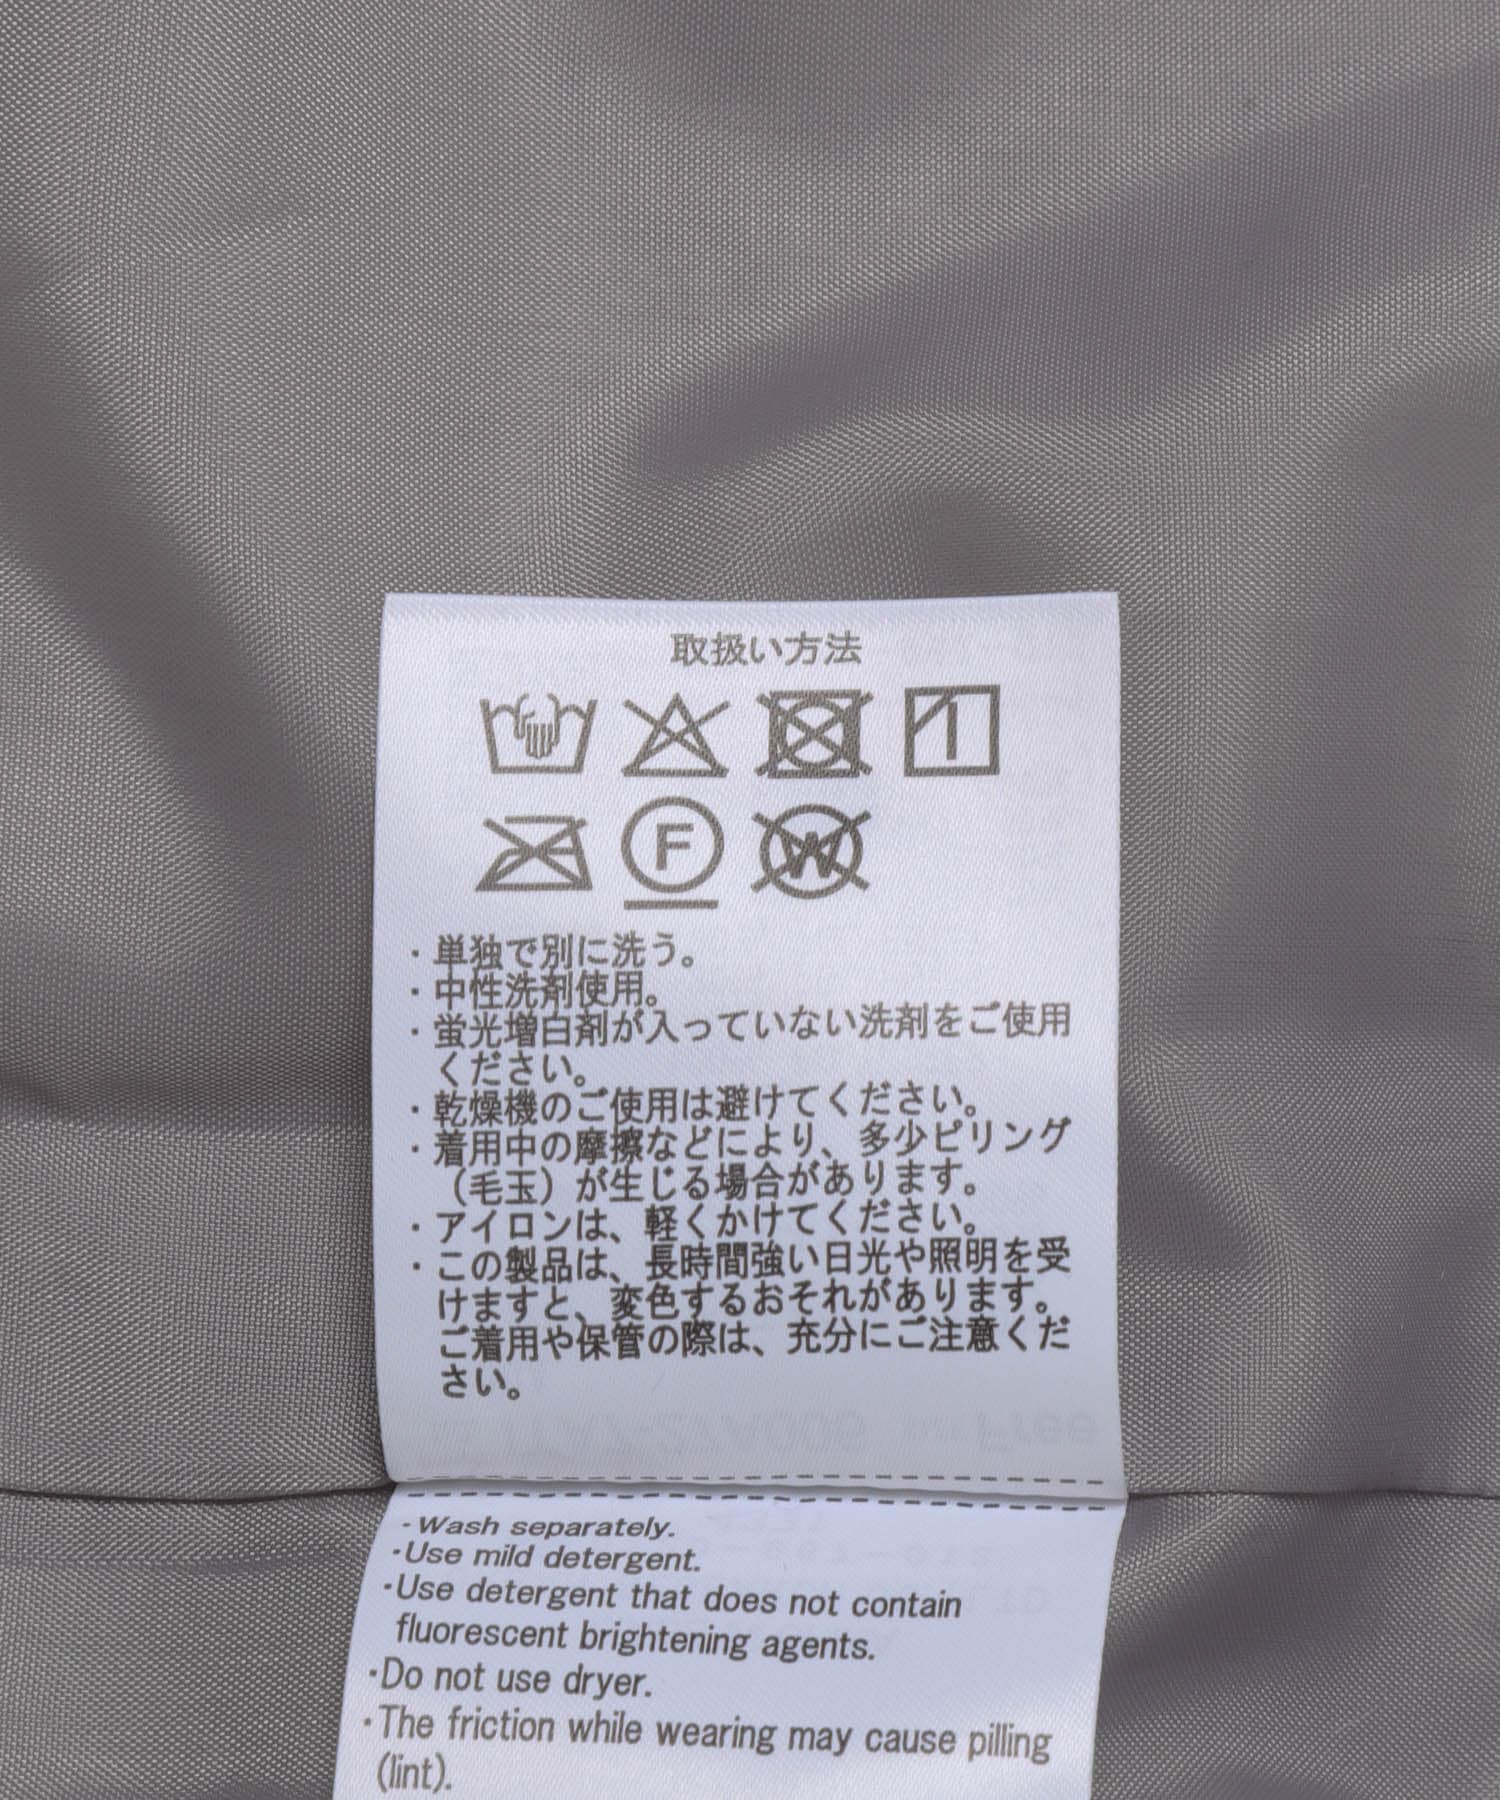 取扱い方法
F
W
・単独で別に洗う。
・中性洗剤使用。
・蛍光増白剤が入っていない洗剤をご使用
ください。
・乾燥機のご使用は避けてください。
・着用中の摩擦などにより、多少ピリング
（毛玉）が生じる場合があります。
・アイロンは、軽くかけてください。
・この製品は、長時間強い日光や照明を受
けますと、変色するおそれがあります。
ご着用や保管の際は、充分にご注意くだ
さい。
・Wash separately.
・Use mild detergent.
・Use detergent that does not contain
fluorescent brightening agents.
・Do not use dryer.
・The friction while wearing may cause pilling
(lint).